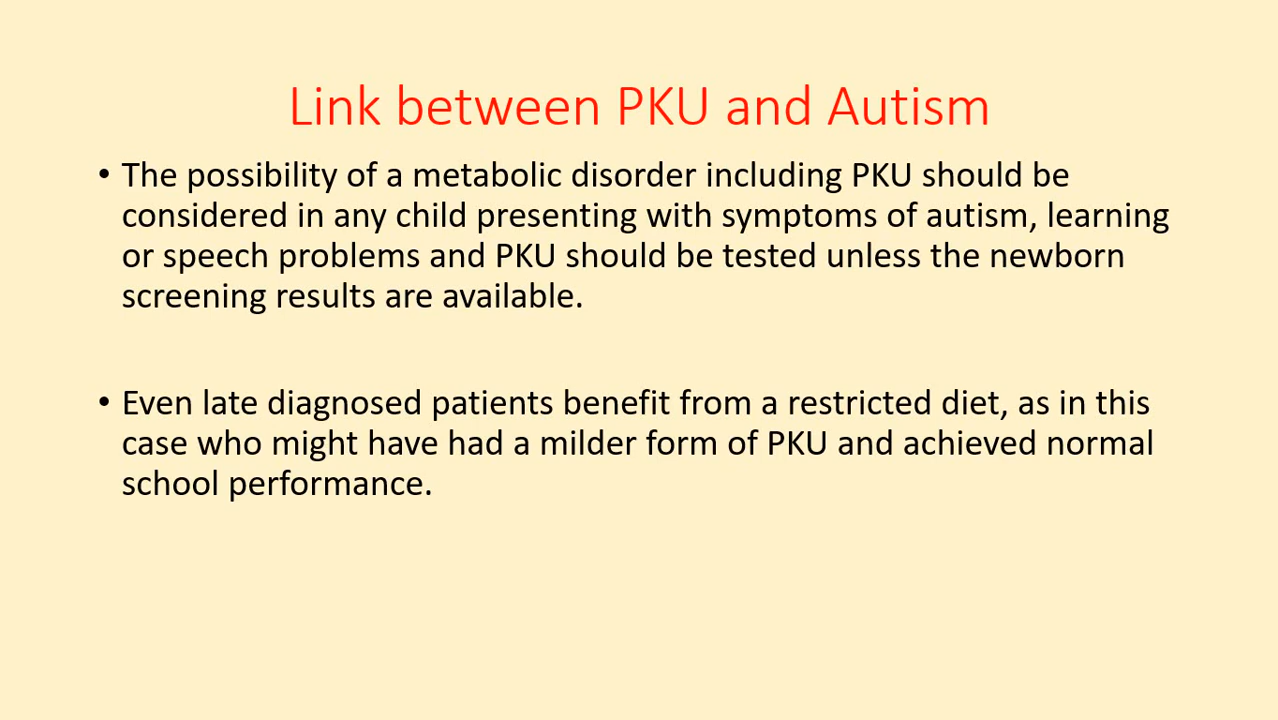 Link between PKU and Autism
• The possibility of a metabolic disorder including PKU should be
considered in any child presenting with symptoms of autism, learning
or speech problems and PKU should be tested unless the newborn
screening results are available.
• Even late diagnosed patients benefit from a restricted diet, as in this
case who might have had a milder form of PKU and achieved normal
school performance.